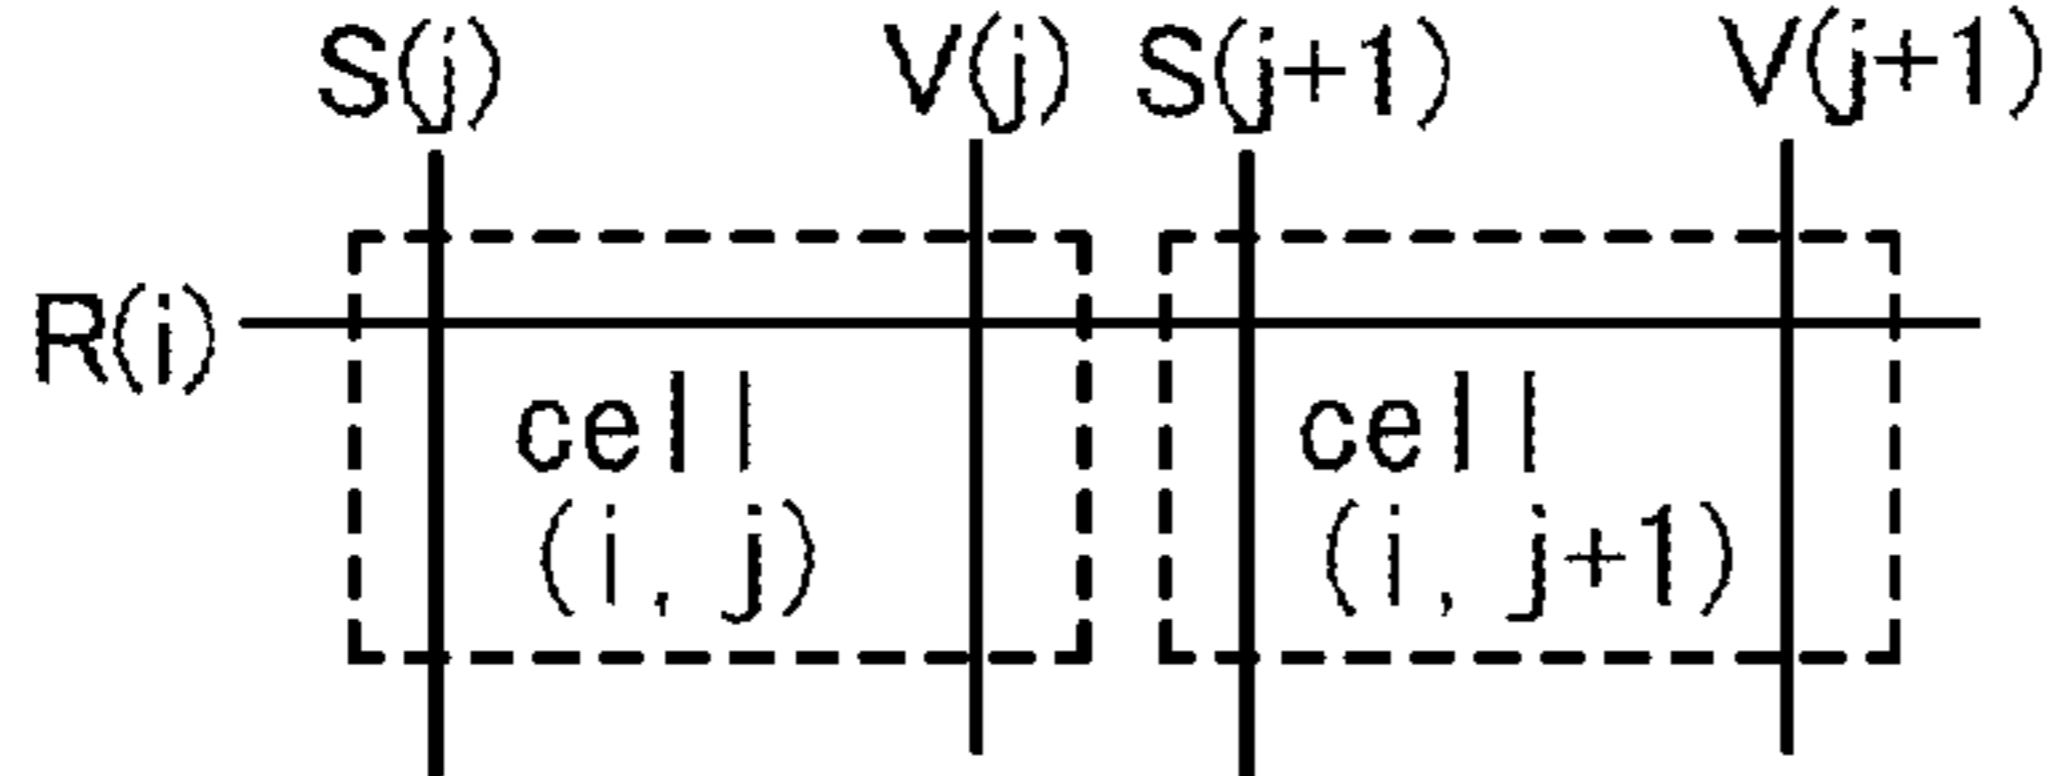 S(j) V(j) S(j+1) V(j+1)
R(i)
cell cell
(i, j) (i, j+1)